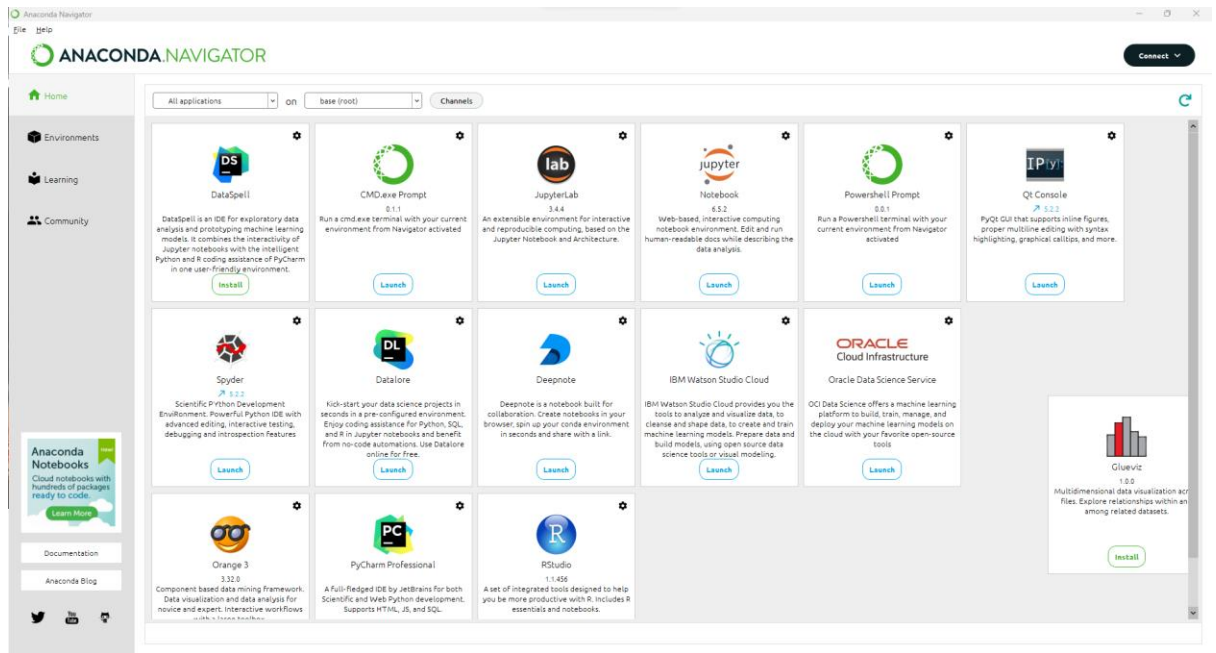 Anaconda Navigator
File Help
ANACONDA.NAVIGATOR
Connect
Home
Environments
Learning
Community
All applications on base (root) Channels
DS
DataSpell
DataSpell is an IDE for exploratory data
analysis and prototyping machine learning
models. It combines the interactivity of
Jupyter notebooks with the intelligent
Python and R coding assistance of PyCharm
in one user-friendly environment.
Install
CMD.exe Prompt
0.1.1
Run a cmd.exe terminal with your current
environment from Navigator activated
Launch
lab
JupyterLab
3.4.4
An extensible environment for interactive
and reproducible computing, based on the
Jupyter Notebook and Architecture.
Launch
jupyter
Notebook
6.5.2
Web-based, interactive computing
notebook environment. Edit and run
human-readable docs while describing the
data analysis.
Launch
Powershell Prompt
0.0.1
Run a Powershell terminal with your
current environment from Navigator
activated
Launch
IP[y]:
Qt Console
5.2.2
PyQt GUI that supports inline figures,
proper multiline editing with syntax
highlighting, graphical calltips, and more.
Launch
Spyder
5.2.2
Scientific PYthon Development
EnviRonment. Powerful Python IDE with
advanced editing, interactive testing,
debugging and introspection features
Launch
DL
Datalore
Kick-start your data science projects in
seconds in a pre-configured environment.
Enjoy coding assistance for Python, SQL,
and R in Jupyter notebooks and benefit
from no-code automations. Use Datalore
online for free.
Launch
Deepnote
Deepnote is a notebook built for
collaboration. Create notebooks in your
browser, spin up your conda environment
in seconds and share with a link.
Launch
IBM Watson Studio Cloud
IBM Watson Studio Cloud provides you the
tools to analyze and visualize data, to
cleanse and shape data, to create and train
machine learning models. Prepare data and
build models, using open source data
science tools or visual modeling.
Launch
ORACLE
Cloud Infrastructure
Oracle Data Science Service
OCI Data Science offers a machine learning
platform to build, train, manage, and
deploy your machine learning models on
the cloud with your favorite open-source
tools
Launch
Glueviz
1.0.0
Multidimensional data visualization acr
files. Explore relationships within an
among related datasets.
Install
Orange 3
3.32.0
Component based data mining framework.
Data visualization and data analysis for
novice and expert. Interactive workflows
with a large toolbox.
PC
PyCharm Professional
A full-fledged IDE by JetBrains for both
Scientific and Web Python development.
Supports HTML, JS, and SQL.
R
RStudio
1.1.456
A set of integrated tools designed to help
you be more productive with R. Includes R
essentials and notebooks.
Anaconda
Notebooks
Cloud notebooks with
hundreds of packages
ready to code.
Learn More
Documentation
Anaconda Blog
You
Tube